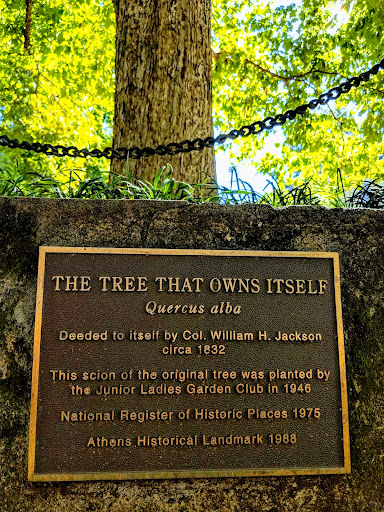 THE TREE THAT OWNS ITSELF
Quercus alba
Deeded to itself by Col. William H. Jackson
circa 1832
This scion of the original tree was planted by
the Junior Ladies Garden Club in 1946
National Register of Historic Places 1975
Athens Historical Landmark 1988